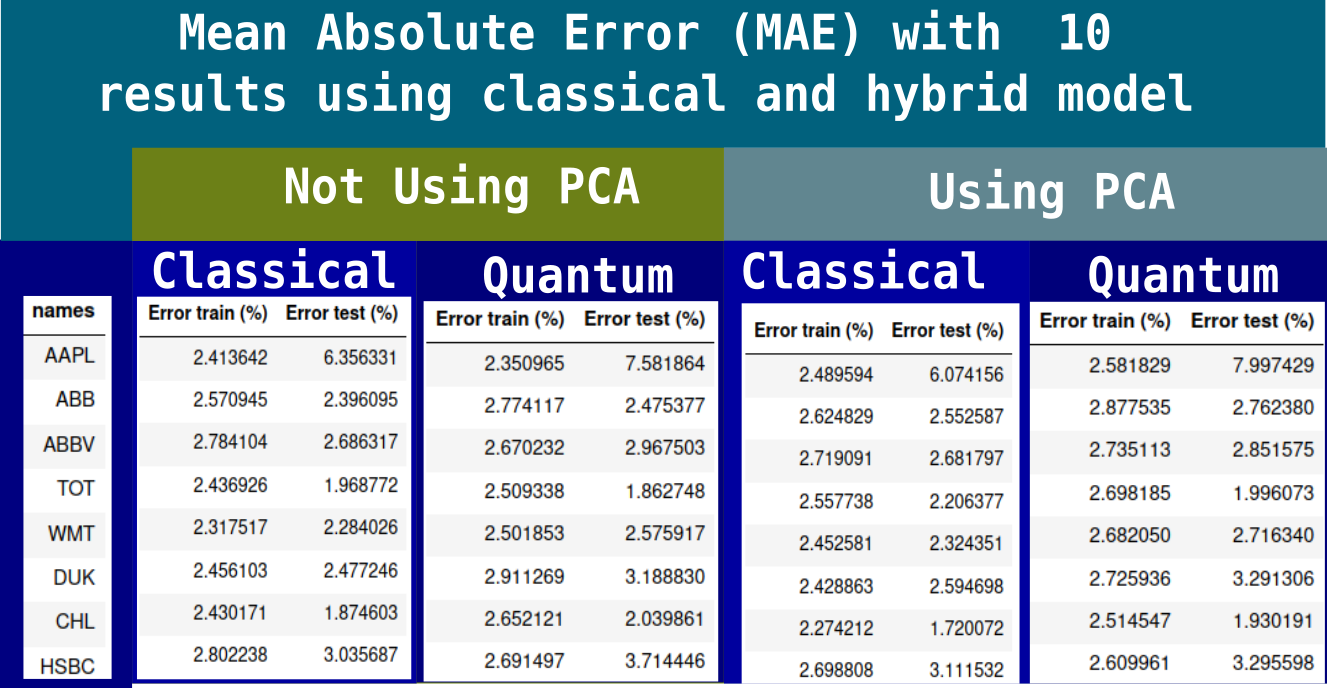 Mean Absolute Error (MAE) with 10
results using classical and hybrid model
Not Using PCA Using PCA
Classical Quantum Classical Quantum
names Error train (%) Error test (%) Error train (%) Error test (%) Error train (%) Error test (%) Error train (%) Error test (%)
AAPL 2.413642 6.356331 2.350965 7.581864 2.489594 6.074156 2.581829 7.997429
ABB 2.570945 2.396095 2.774117 2.475377 2.624829 2.552587 2.877535 2.762380
ABBV 2.784104 2.686317 2.670232 2.967503 2.719091 2.681797 2.735113 2.851575
TOT 2.436926 1.968772 2.509338 1.862748 2.557738 2.206377 2.698185 1.996073
WMT 2.317517 2.284026 2.501853 2.575917 2.452581 2.324351 2.682050 2.716340
DUK 2.456103 2.477246 2.911269 3.188830 2.428863 2.594698 2.725936 3.291306
CHL 2.430171 1.874603 2.652121 2.039861 2.274212 1.720072 2.514547 1.930191
HSBC 2.802238 3.035687 2.691497 3.714446 2.698808 3.111532 2.609961 3.295598